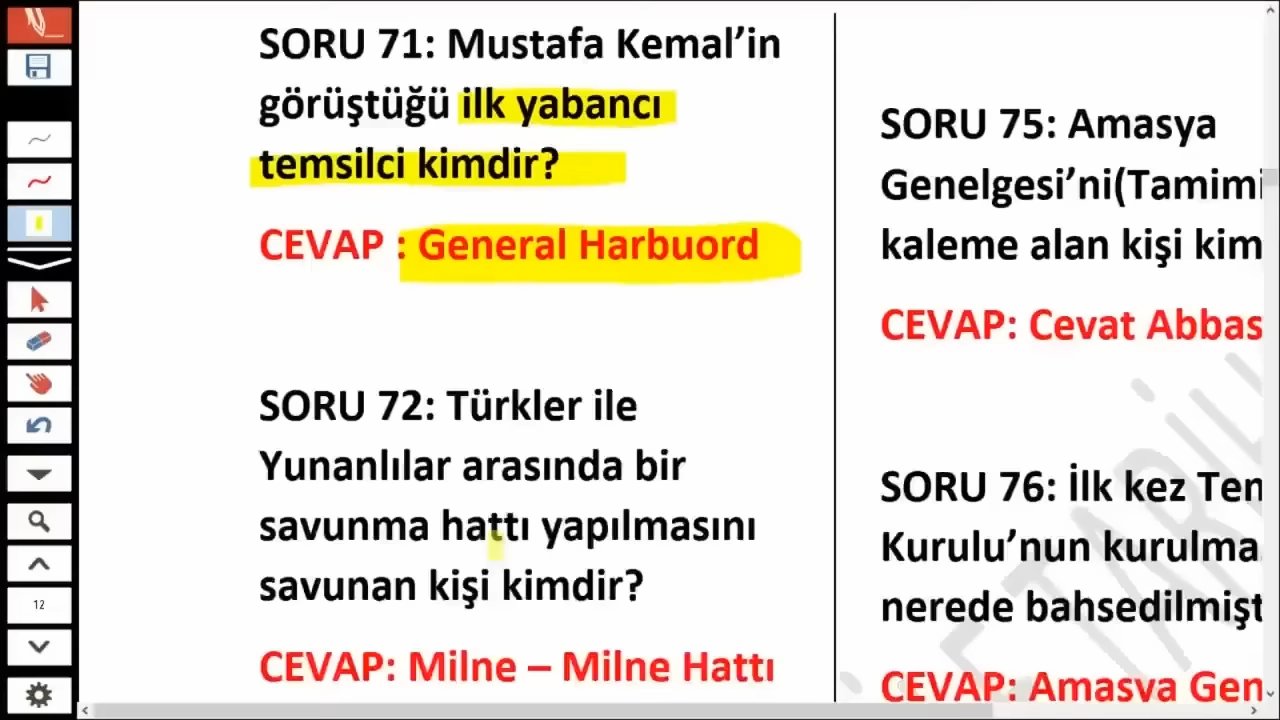 SORU 71: Mustafa Kemal’in
görüştüğü ilk yabancı
temsilci kimdir?
CEVAP : General Harbuord
SORU 72: Türkler ile
Yunanlılar arasında bir
savunma hattı yapılmasını
savunan kişi kimdir?
CEVAP: Milne – Milne Hattı
SORU 75: Amasya
Genelgesi’ni(Tamimi
kaleme alan kişi kim
CEVAP: Cevat Abbas
SORU 76: İlk kez Tem
Kurulu’nun kurulma
nerede bahsedilmişt
CEVAP: Amasya Gen
12
TARİH